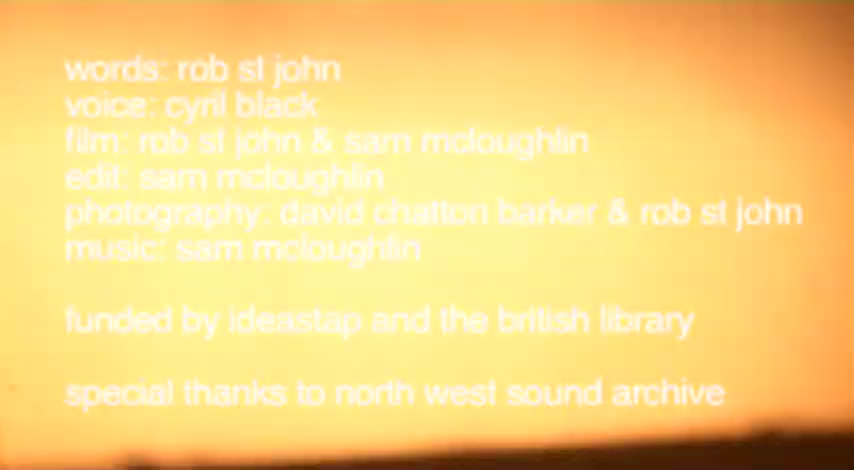 words: rob st john
voice: cyril black
film: rob st john & sam mcloughlin
edit: sam mcloughlin
photography: david chatton barker & rob st john
music: sam mcloughlin
funded by ideastap and the british library
special thanks to north west sound archive